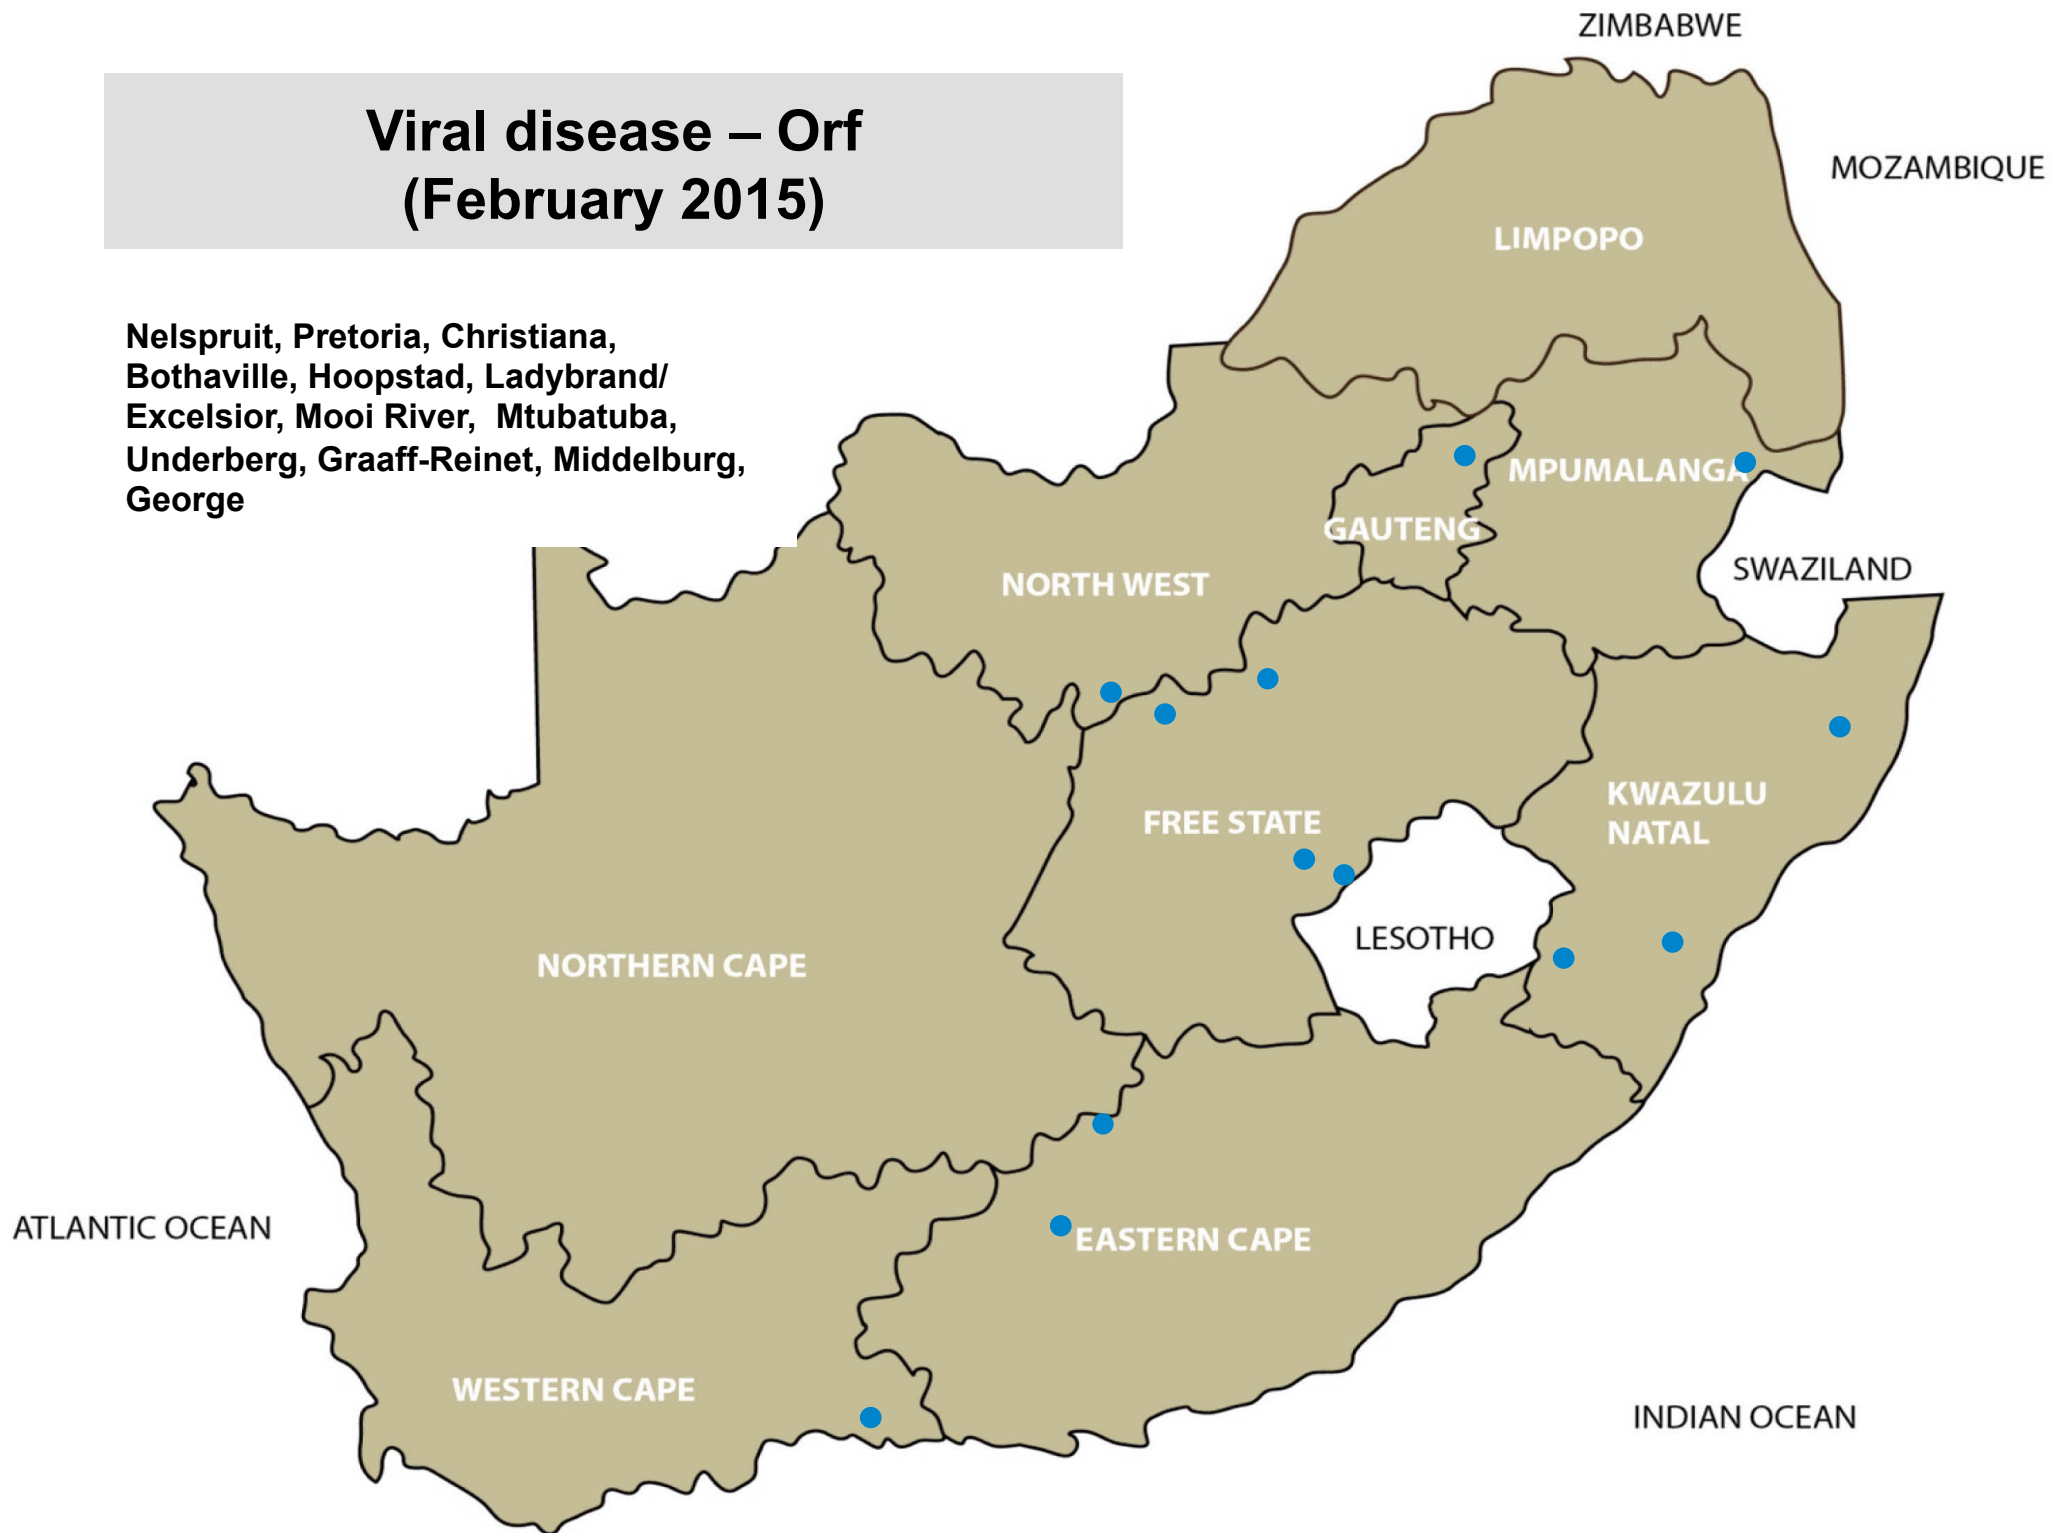 ZIMBABWE
Viral disease – Orf
(February 2015)
MOZAMBIQUE
LIMPOPO
Nelspruit, Pretoria, Christiana,
Bothaville, Hoopstad, Ladybrand/
Excelsior, Mooi River, Mtubatuba,
Underberg, Graaff-Reinet, Middelburg,
George
MPUMALANGA
GAUTENG
NORTH WEST
SWAZILAND
KWAZULU
NATAL
FREE STATE
LESOTHO
NORTHERN CAPE
ATLANTIC OCEAN
EASTERN CAPE
WESTERN CAPE
INDIAN OCEAN